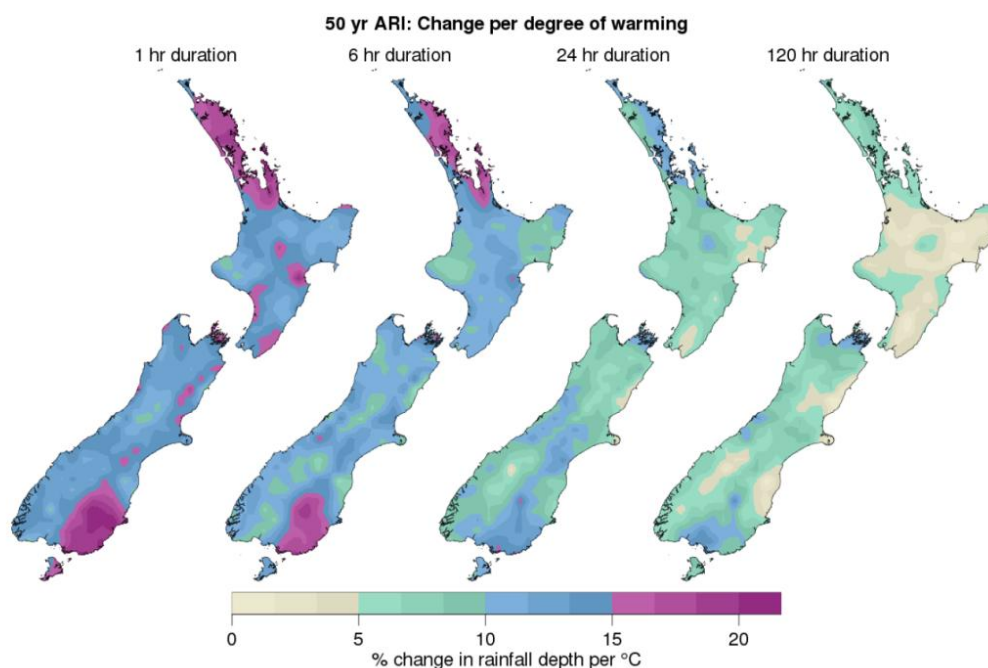 50 yr ARI: Change per degree of warming
1 hr duration
6 hr duration
24 hr duration
120 hr duration
0
5
10
15
20
% change in rainfall depth per °C